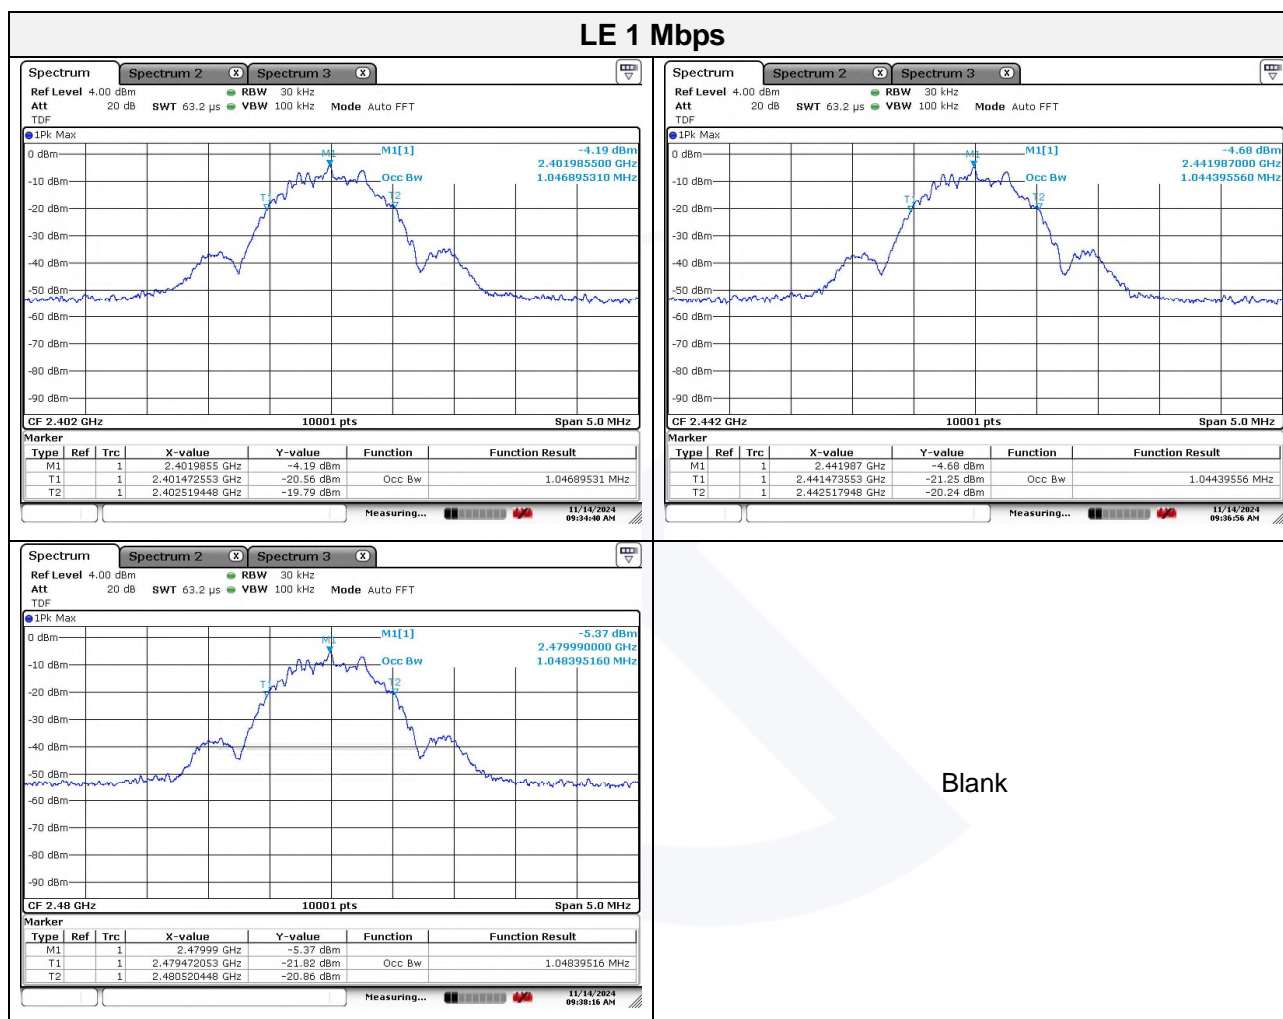 LE 1 Mbps
Spectrum Spectrum 2 X Spectrum 3 X
Ref Level 4.00 dBm RBW 30 kHz
Att 20 dB SWT 63.2 µs VBW 100 kHz Mode Auto FFT
TDF
1Pk Max
M1[1] -4.19 dBm
2.401985500 GHz
Occ Bw 1.046895310 MHz
M1
T1
T2
0 dBm
-10 dBm
-20 dBm
-30 dBm
-40 dBm
-50 dBm
-60 dBm
-70 dBm
-80 dBm
-90 dBm
CF 2.402 GHz 10001 pts Span 5.0 MHz
Marker
Type Ref Trc X-value Y-value Function Function Result
M1 1 2.4019855 GHz -4.19 dBm
T1 1 2.401472553 GHz -20.56 dBm Occ Bw 1.04689531 MHz
T2 1 2.402519448 GHz -19.79 dBm
Measuring... 11/14/2024
09:34:40 AM
Spectrum Spectrum 2 X Spectrum 3 X
Ref Level 4.00 dBm RBW 30 kHz
Att 20 dB SWT 63.2 µs VBW 100 kHz Mode Auto FFT
TDF
1Pk Max
M1[1] -4.68 dBm
2.441987000 GHz
Occ Bw 1.044395560 MHz
M1
T1
T2
0 dBm
-10 dBm
-20 dBm
-30 dBm
-40 dBm
-50 dBm
-60 dBm
-70 dBm
-80 dBm
-90 dBm
CF 2.442 GHz 10001 pts Span 5.0 MHz
Marker
Type Ref Trc X-value Y-value Function Function Result
M1 1 2.441987 GHz -4.68 dBm
T1 1 2.441473553 GHz -21.25 dBm Occ Bw 1.04439556 MHz
T2 1 2.442517948 GHz -20.24 dBm
Measuring... 11/14/2024
09:36:56 AM
Spectrum Spectrum 2 X Spectrum 3 X
Ref Level 4.00 dBm RBW 30 kHz
Att 20 dB SWT 63.2 µs VBW 100 kHz Mode Auto FFT
TDF
1Pk Max
M1[1] -5.37 dBm
2.479990000 GHz
Occ Bw 1.048395160 MHz
M1
T1
T2
0 dBm
-10 dBm
-20 dBm
-30 dBm
-40 dBm
-50 dBm
-60 dBm
-70 dBm
-80 dBm
-90 dBm
CF 2.48 GHz 10001 pts Span 5.0 MHz
Marker
Type Ref Trc X-value Y-value Function Function Result
M1 1 2.47999 GHz -5.37 dBm
T1 1 2.479472053 GHz -21.82 dBm Occ Bw 1.04839516 MHz
T2 1 2.480520448 GHz -20.86 dBm
Measuring... 11/14/2024
09:38:16 AM
Blank